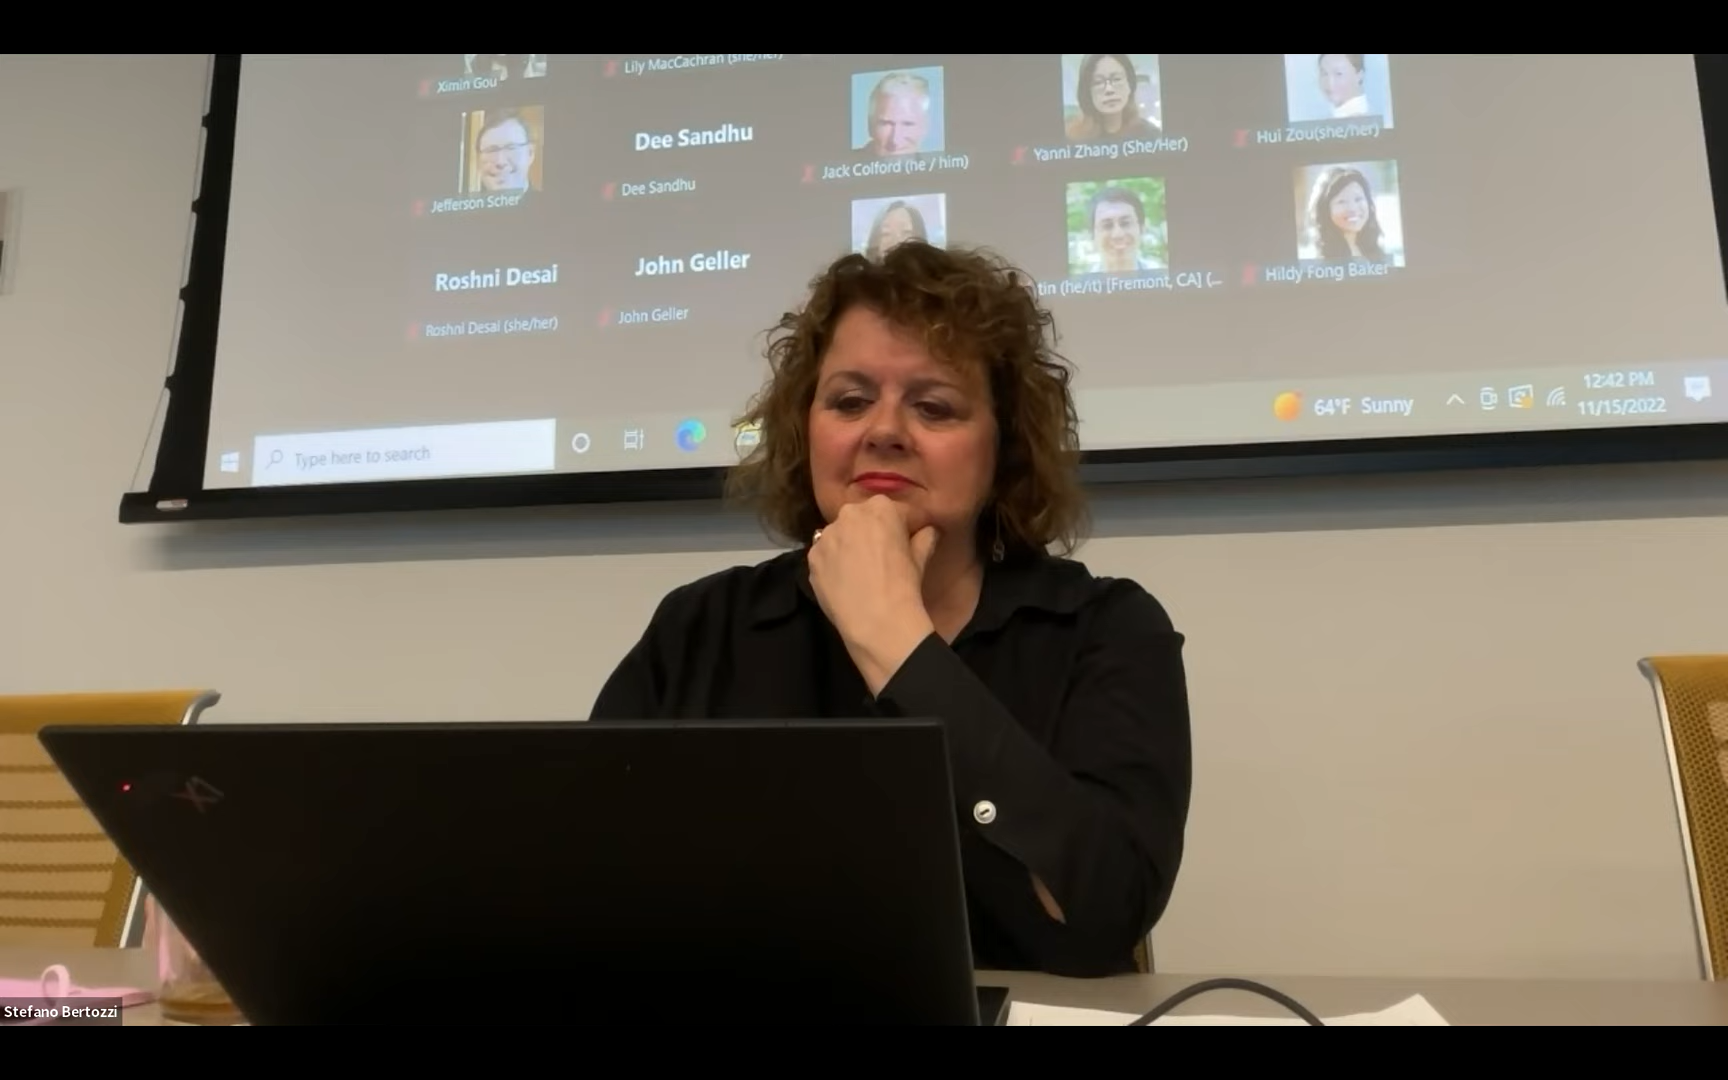 Ximin Gou
Lily MacCachran (she/her)
Dee Sandhu
Jefferson Scher
Dee Sandhu
Jack Colford (he / him)
Yanni Zhang (She/Her)
Hui Zou(she/her)
Roshni Desai
John Geller
Roshni Desai (she/her)
John Geller
tin (he/it) [Fremont, CA] (...
Hildy Fong Baker
Type here to search
64°F Sunny
12:42 PM
11/15/2022
X1
Stefano Bertozzi